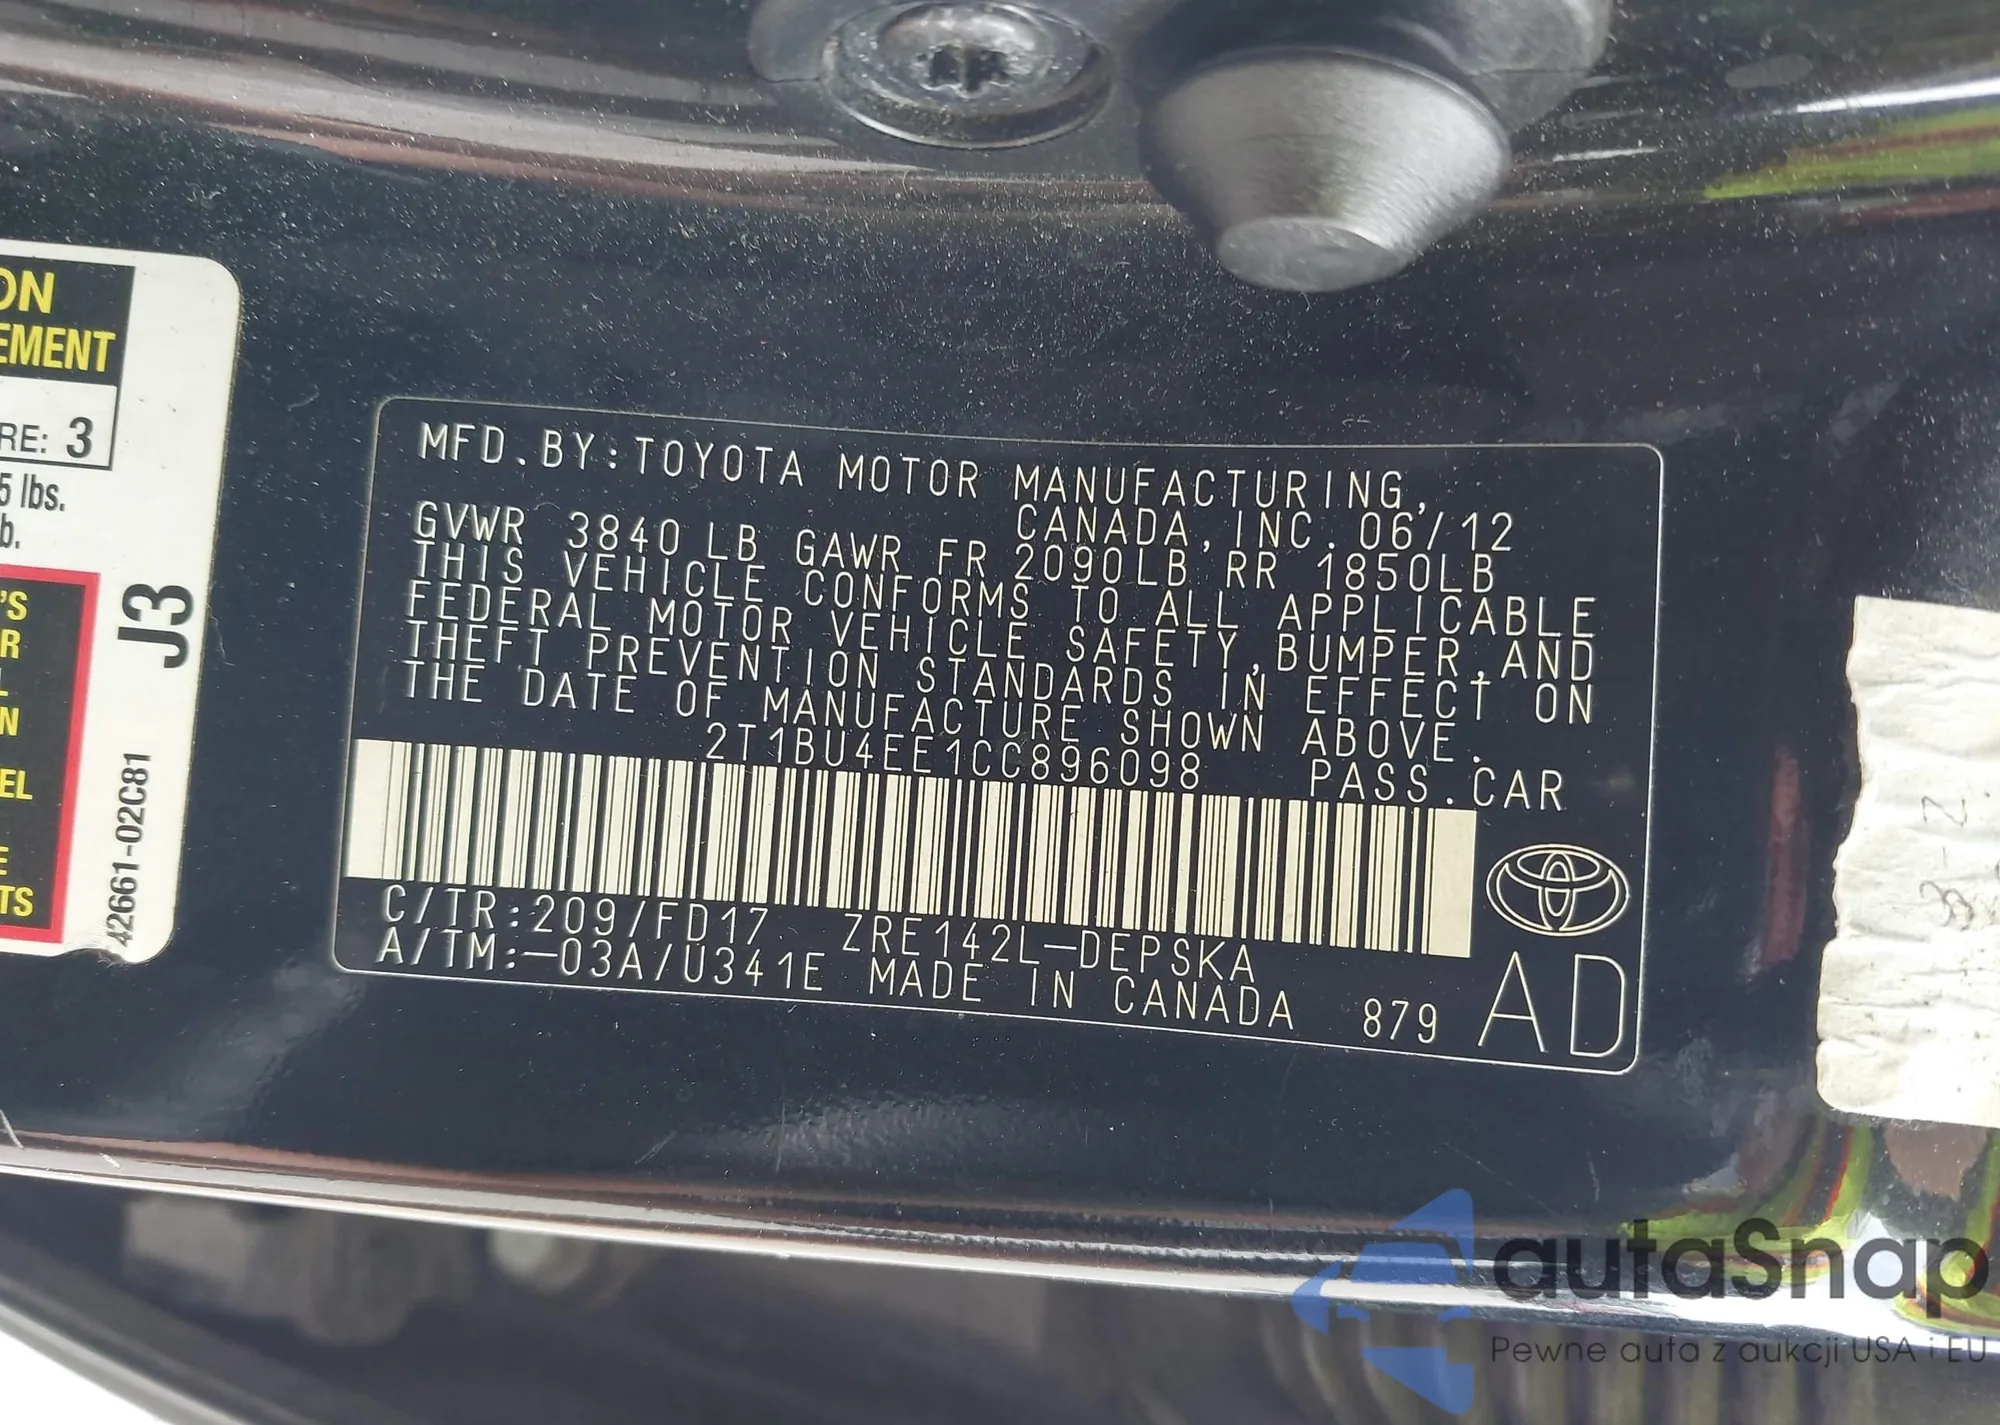 ON
EMENT
RE: 3
5 lbs.
b.
'S
R
L
N
EL
E
TS
J3
42661-02C81
MFD.BY:TOYOTA MOTOR MANUFACTURING,
CANADA,INC. 06/12
GVWR 3840 LB GAWR FR 2090LB RR 1850LB
THIS VEHICLE CONFORMS TO ALL APPLICABLE
FEDERAL MOTOR VEHICLE SAFETY,BUMPER,AND
THEFT PREVENTION STANDARDS IN EFFECT ON
THE DATE OF MANUFACTURE SHOWN ABOVE.
2T1BU4EE1CC896098 PASS.CAR
C/TR:209/FD17 ZRE142L-DEPSKA
A/TM:-03A/U341E MADE IN CANADA 879
AD
autaSnap
Pewne auta z aukcji USA i EU